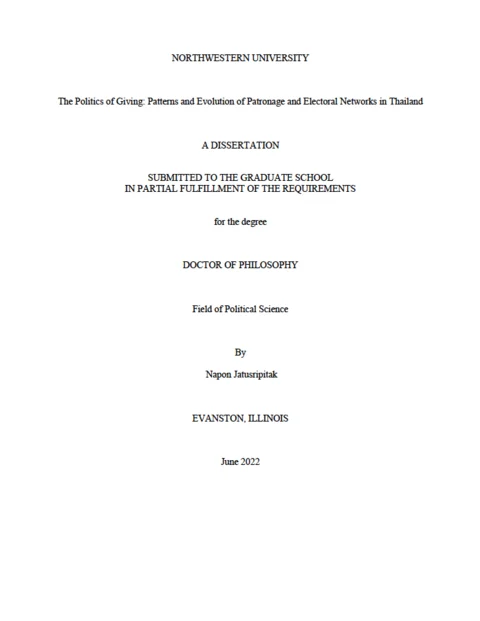 NORTHWESTERN UNIVERSITY
The Politics of Giving: Patterns and Evolution of Patronage and Electoral Networks in Thailand
A DISSERTATION
SUBMITTED TO THE GRADUATE SCHOOL
IN PARTIAL FULFILLMENT OF THE REQUIREMENTS
for the degree
DOCTOR OF PHILOSOPHY
Field of Political Science
By
Napon Jatusripitak
EVANSTON, ILLINOIS
June 2022